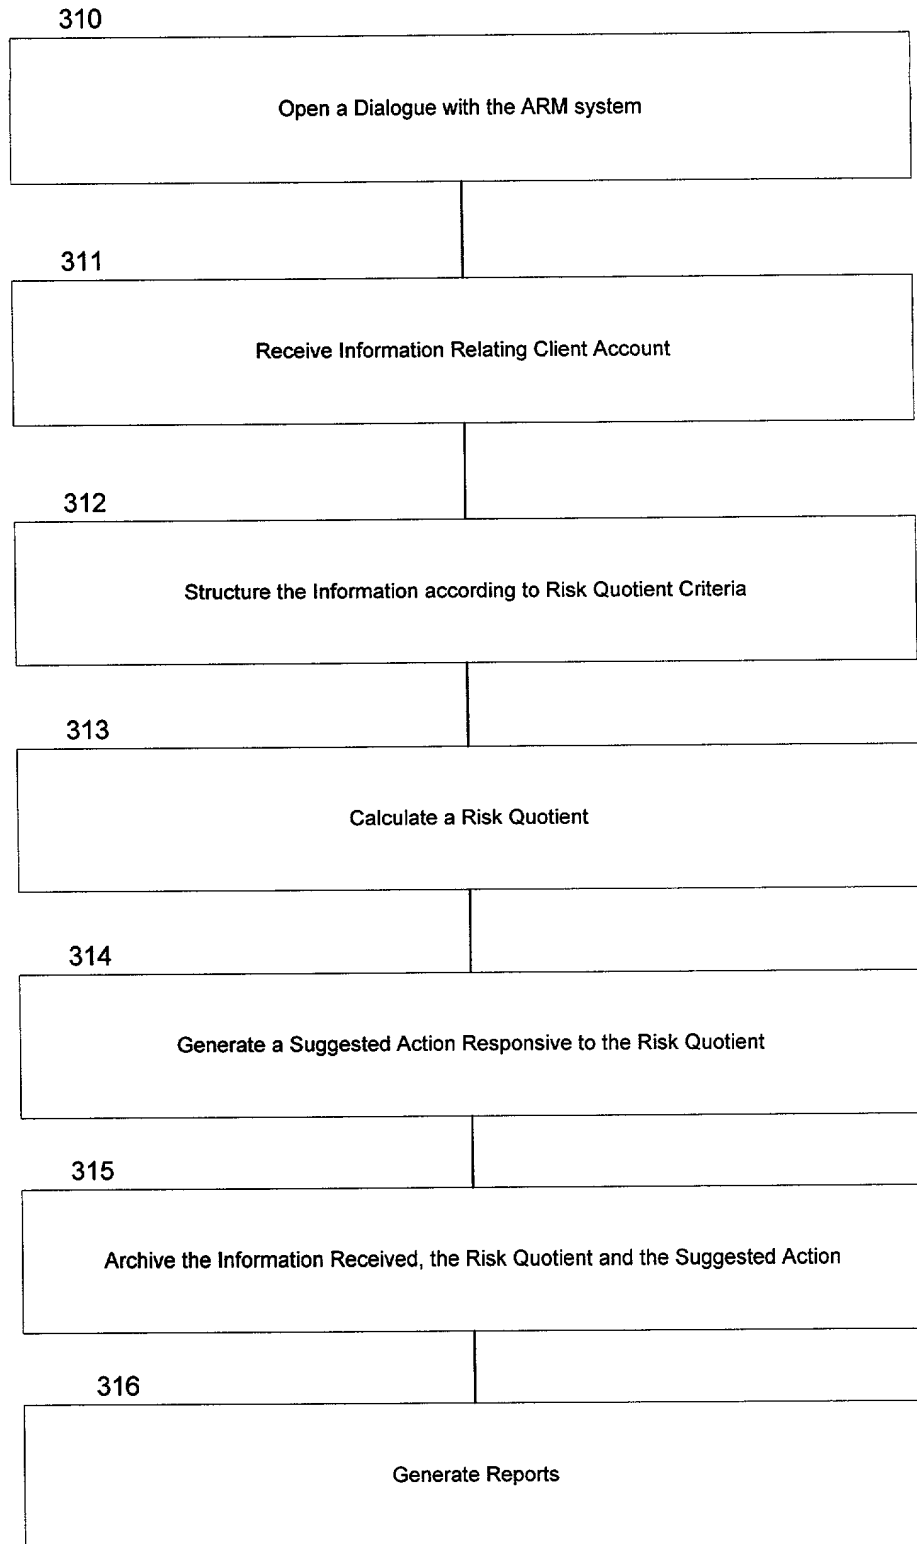 310
Open a Dialogue with the ARM system
311
Receive Information Relating Client Account
312
Structure the Information according to Risk Quotient Criteria
313
Calculate a Risk Quotient
314
Generate a Suggested Action Responsive to the Risk Quotient
315
Archive the Information Received, the Risk Quotient and the Suggested Action
316
Generate Reports